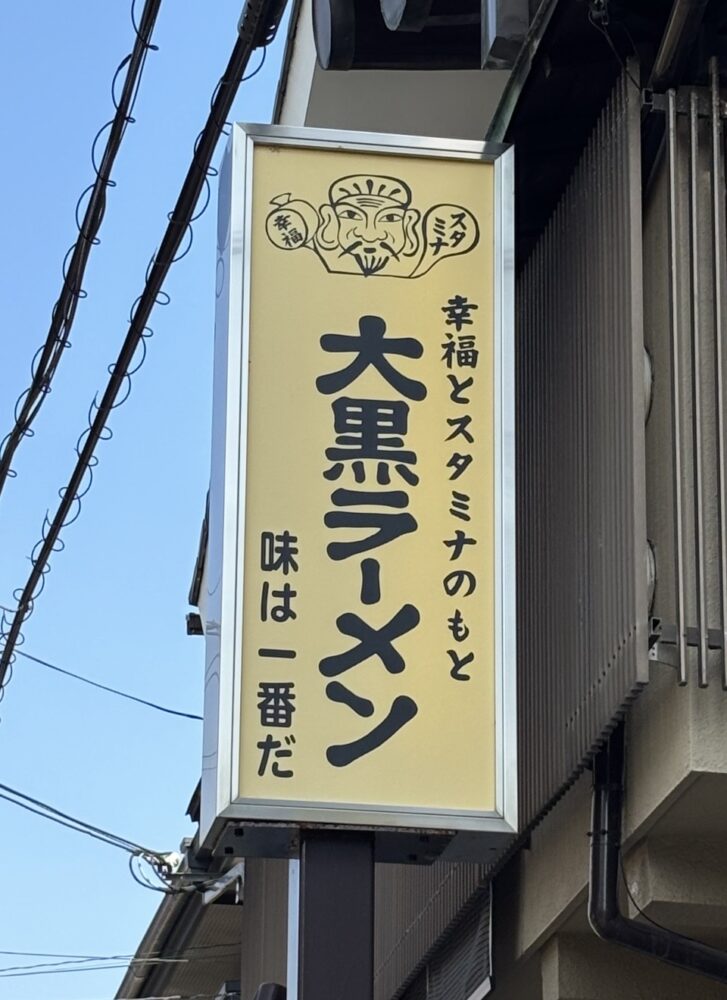 幸福
スタ
ミナ
幸福とスタミナのもと
大黒ラーメン
味は一番だ